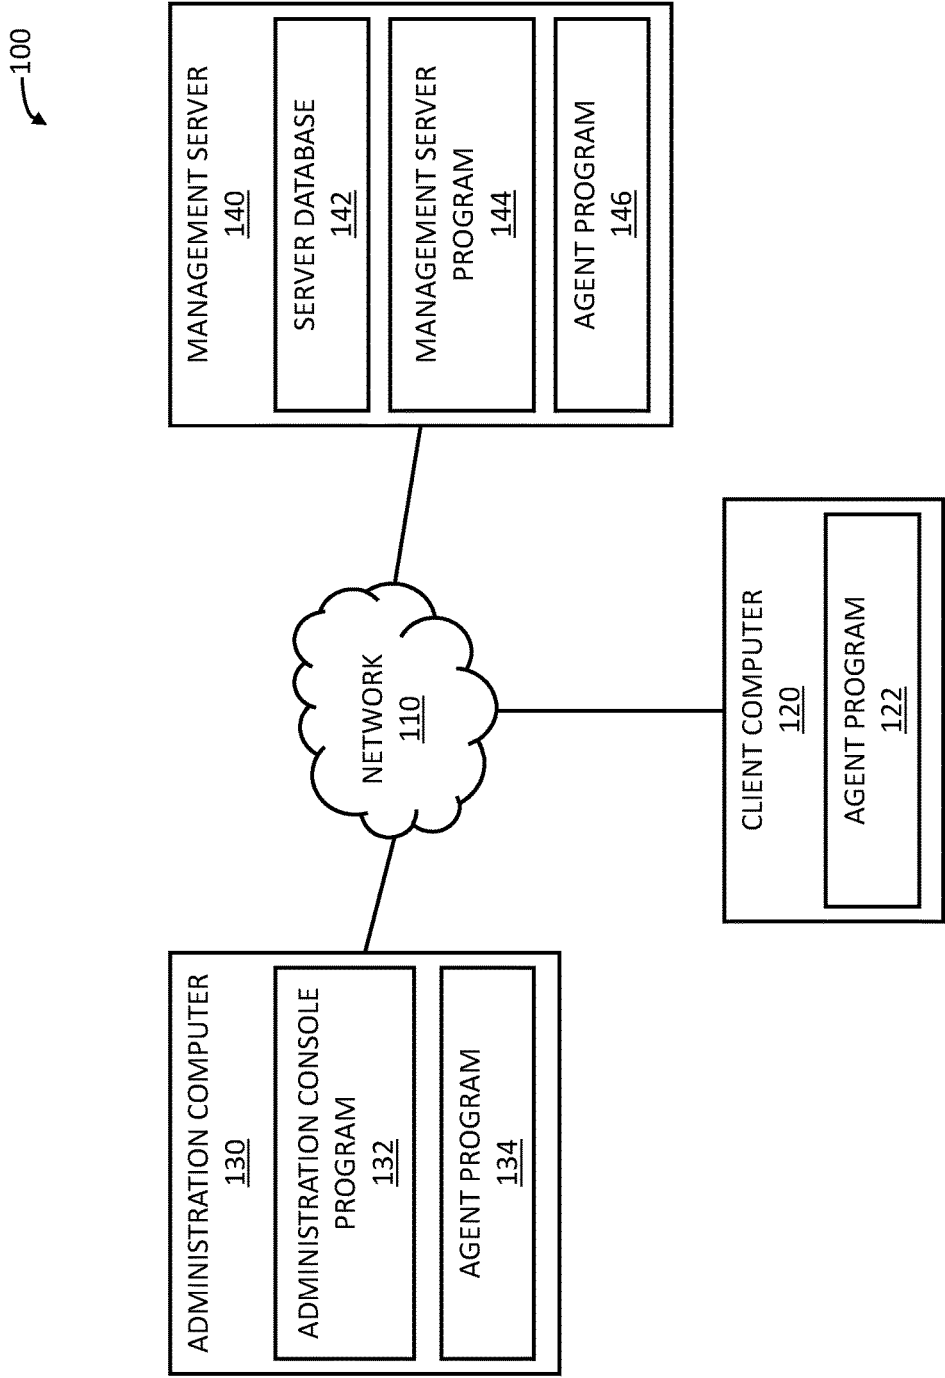 100
ADMINISTRATION COMPUTER
130
ADMINISTRATION CONSOLE
PROGRAM
132
AGENT PROGRAM
134
NETWORK
110
MANAGEMENT SERVER
140
SERVER DATABASE
142
MANAGEMENT SERVER
PROGRAM
144
AGENT PROGRAM
146
CLIENT COMPUTER
120
AGENT PROGRAM
122